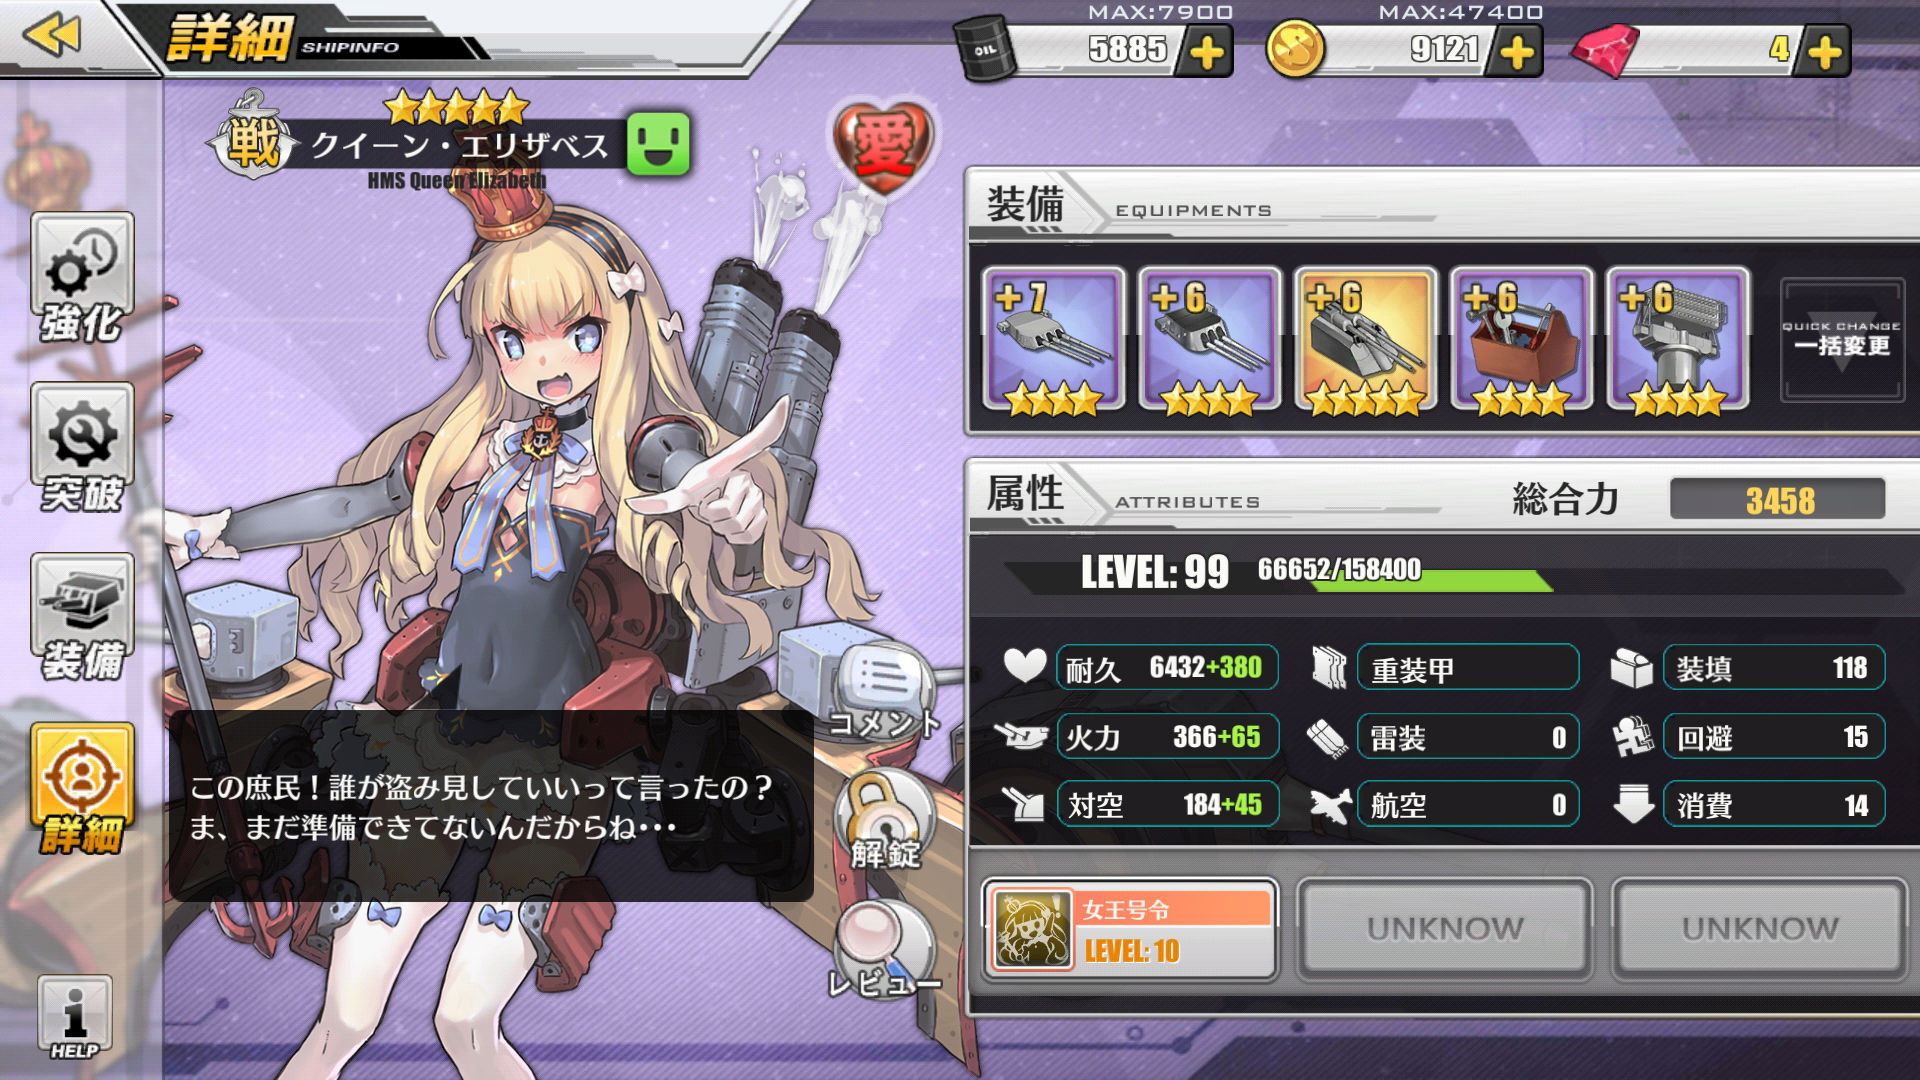 詳細 SHIPINFO
MAX:7900
OIL 5885
MAX:47400
9121
4
戦 クイーン・エリザベス
HMS Queen Elizabeth
愛
強化
突破
装備
詳細
HELP
この庶民！誰が盗み見していいって言ったの？
ま、まだ準備できてないんだからね・・・
コメント
解錠
レビュー
装備 EQUIPMENTS
+7 +6 +6 +6 +6
QUICK CHANGE
一括変更
属性 ATTRIBUTES 総合力 3458
LEVEL: 99 66652/158400
耐久 6432+380 重装甲 装填 118
火力 366+65 雷装 0 回避 15
対空 184+45 航空 0 消費 14
女王号令
LEVEL: 10
UNKNOW
UNKNOW